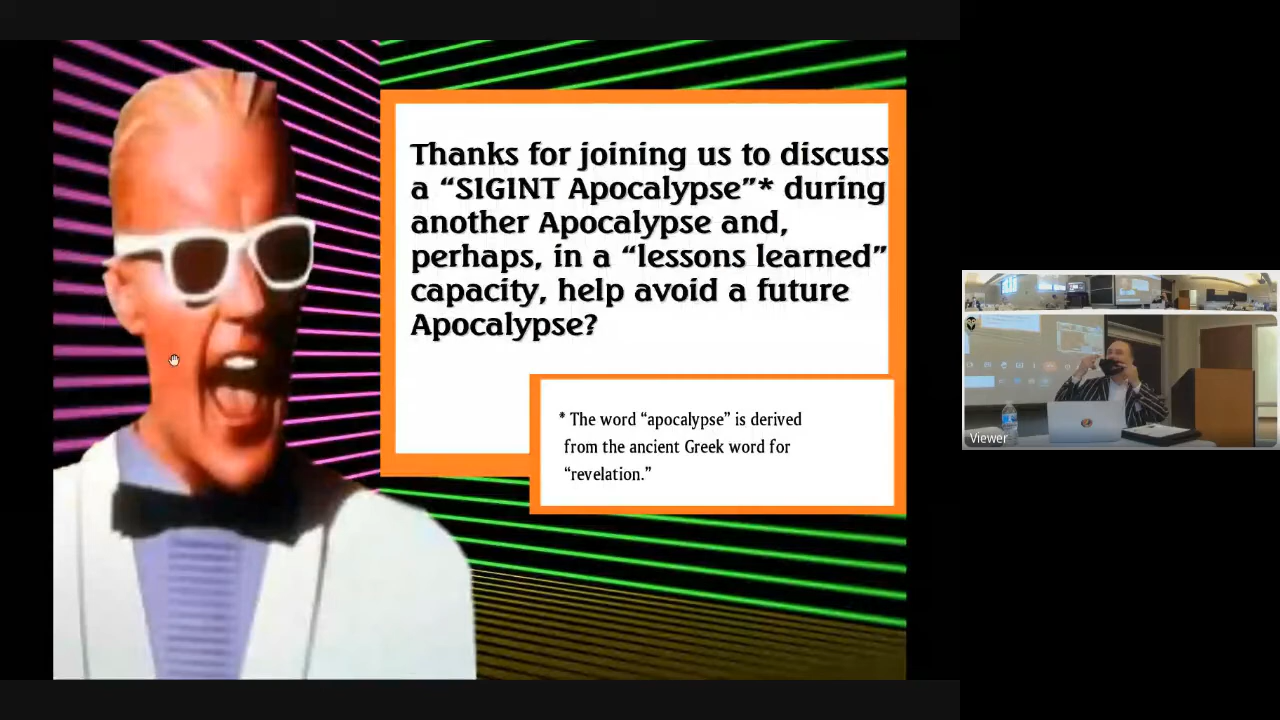 Thanks for joining us to discuss
a “SIGINT Apocalypse”* during
another Apocalypse and,
perhaps, in a “lessons learned”
capacity, help avoid a future
Apocalypse?
* The word “apocalypse” is derived
from the ancient Greek word for
“revelation.”
Viewer